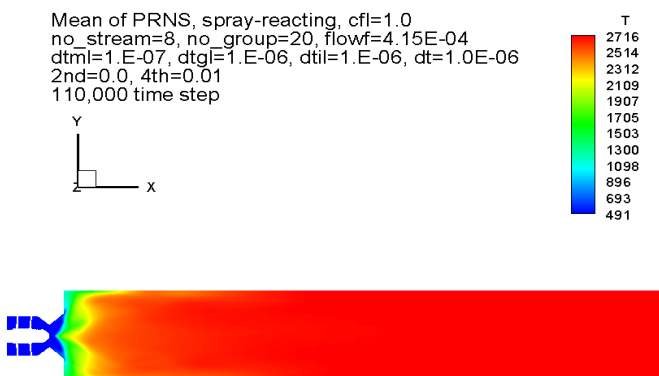 Mean of PRNS, spray-reacting, cfl=1.0
no_stream=8, no_group=20, flowf=4.15E-04
dtml=1.E-07, dtgl=1.E-06, dtil=1.E-06, dt=1.0E-06
2nd=0.0, 4th=0.01
110,000 time step
T
2716
2514
2312
2109
1907
1705
1503
1300
1098
896
693
491
Y
Z
X